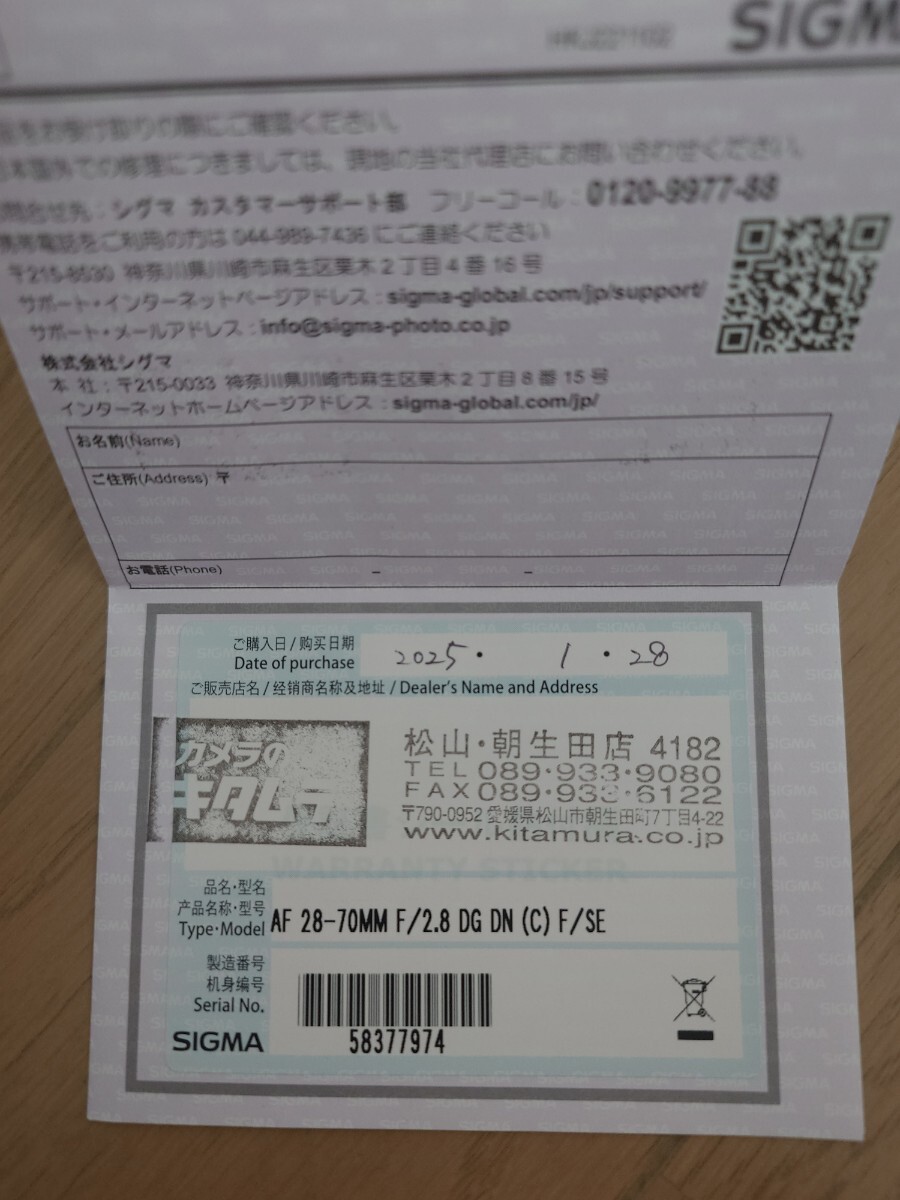 SIGMA
をお受け取りの際にご確認ください。
日本国外での修理につきましては、現地の当社代理店にお問い合わせください。
お問合せ先：シグマ カスタマーサポート部 フリーコール：0120-9977-88
携帯電話をご利用の方は 044-989-7436 にご連絡ください
〒215-8530 神奈川県川崎市麻生区栗木2丁目4番16号
サポート・インターネットページアドレス：sigma-global.com/jp/support/
サポート・メールアドレス：info@sigma-photo.co.jp
株式会社シグマ
本 社：〒215-0033 神奈川県川崎市麻生区栗木2丁目8番15号
インターネットホームページアドレス：sigma-global.com/jp/
お名前(Name)
ご住所(Address) 〒
お電話(Phone) - -
ご購入日 / 购买日期
Date of purchase 2025・ 1 ・28
ご販売店名 / 经销商名称及地址 / Dealer's Name and Address
カメラの
キタムラ
松山・朝生田店 4182
TEL 089・933・9080
FAX 089・933・6122
〒790-0952 愛媛県松山市朝生田町7丁目4-22
www.kitamura.co.jp
WARRANTY STICKER
品名・型名
产品名称・型号
Type・Model AF 28-70MM F/2.8 DG DN (C) F/SE
製造番号
机身编号
Serial No.
58377974
SIGMA